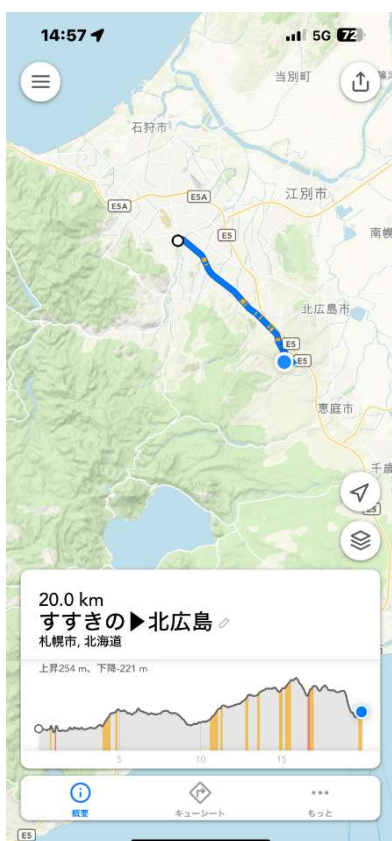 14:57
5G 72
当別町
石狩市
江別市
E5A
E5A
E5
南幌
北広島市
E5
E5
恵庭市
千歳
20.0 km
すすきの▶北広島
札幌市, 北海道
上昇254 m、下降-221 m
5
10
15
概要
キューシート
もっと
E5